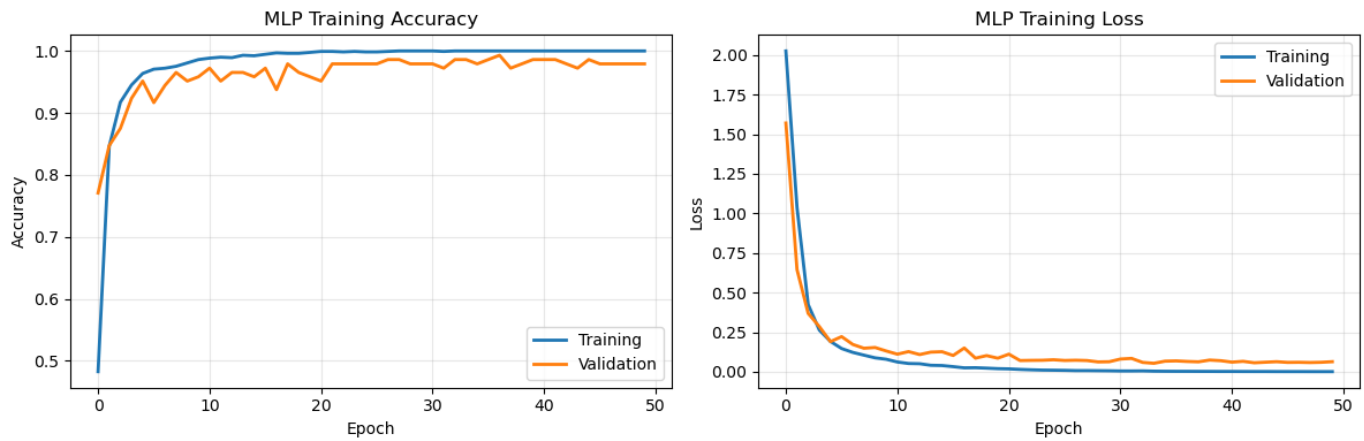 MLP Training Accuracy
1.0
0.9
0.8
0.7
0.6
0.5
Accuracy
Training
Validation
0
10
20
30
40
50
Epoch
MLP Training Loss
2.00
1.75
1.50
1.25
1.00
0.75
0.50
0.25
0.00
Loss
Training
Validation
0
10
20
30
40
50
Epoch